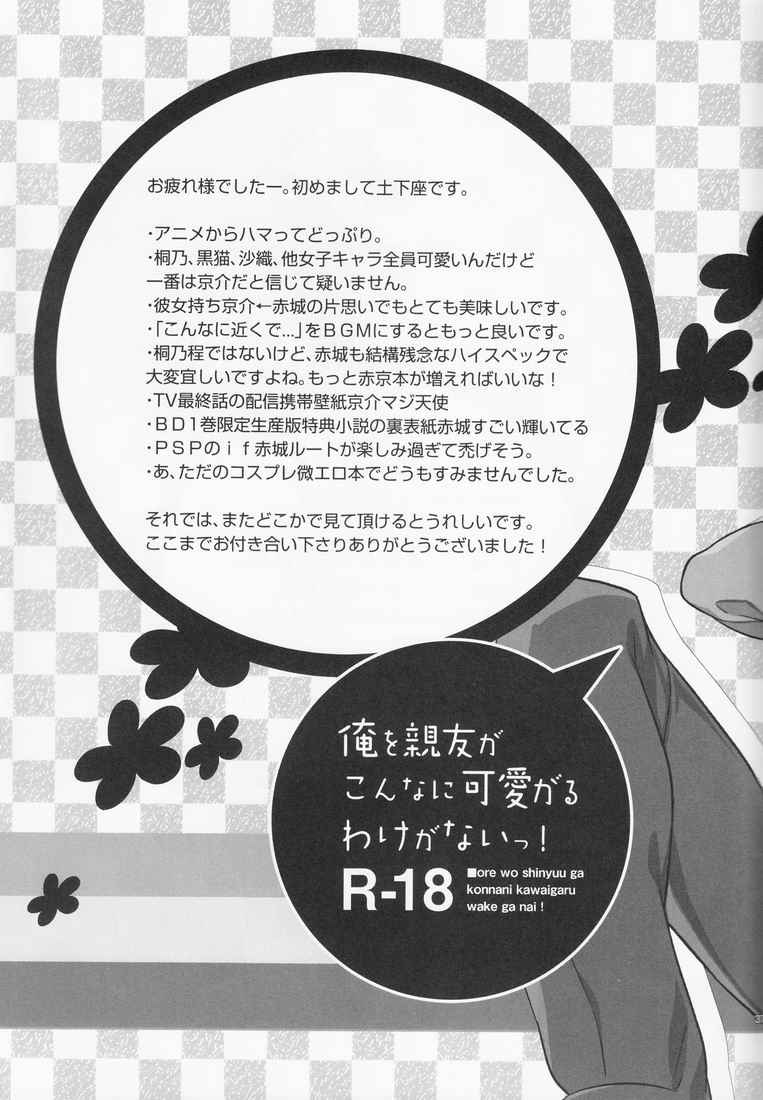 お疲れ様でしたー。初めまして土下座です。
・アニメからハマってどっぷり。
・桐乃、黒猫、沙織、他女子キャラ全員可愛いんだけど
一番は京介だと信じて疑いません。
・彼女持ち京介←赤城の片思いでもとても美味しいです。
・「こんなに近くで...」をＢＧＭにするともっと良いです。
・桐乃程ではないけど、赤城も結構残念なハイスペックで
大変宜しいですよね。もっと赤京本が増えればいいな！
・ＴＶ最終話の配信携帯壁紙京介マジ天使
・ＢＤ１巻限定生産版特典小説の裏表紙赤城すごい輝いてる
・ＰＳＰのｉｆ赤城ルートが楽しみ過ぎて禿げそう。
・あ、ただのコスプレ微エロ本でどうもすみませんでした。
それでは、またどこかで見て頂けるとうれしいです。
ここまでお付き合い下さりありがとうございました！
俺を親友が
こんなに可愛がる
わけがないっ！
R-18
■ore wo shinyuu ga
konnani kawaigaru
wake ga nai !